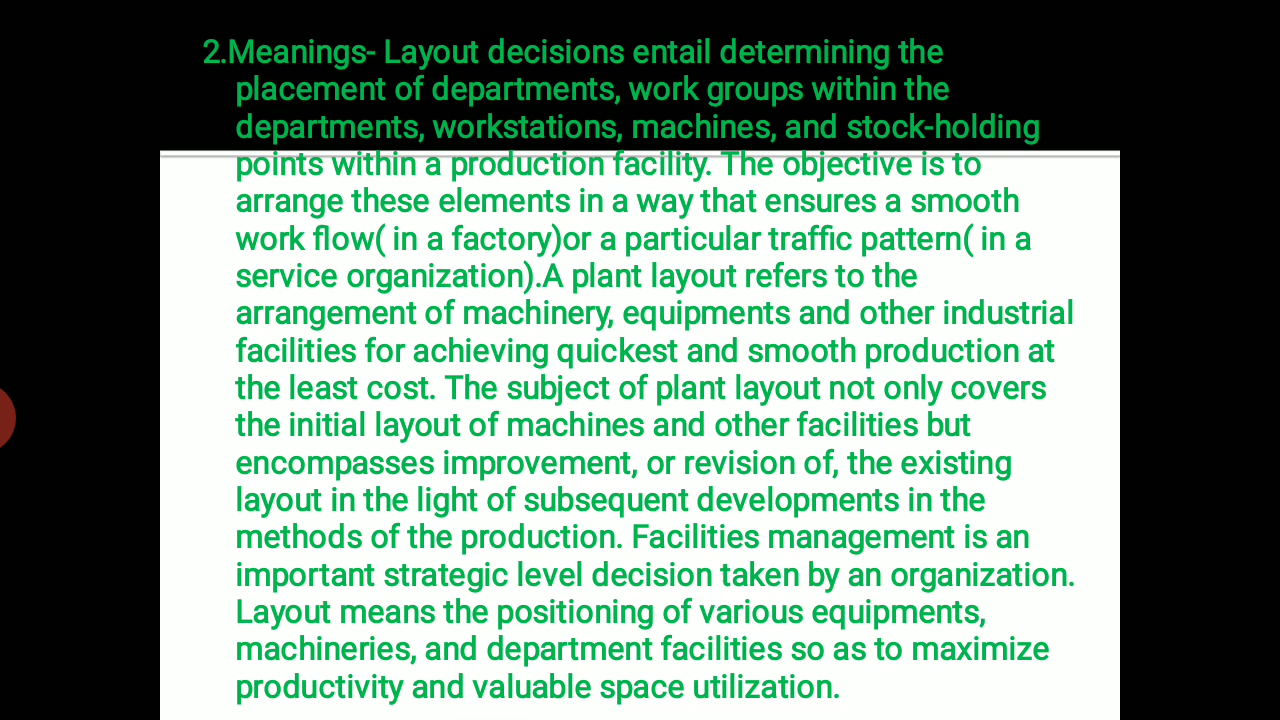 2.Meanings- Layout decisions entail determining the
placement of departments, work groups within the
departments, workstations, machines, and stock-holding
points within a production facility. The objective is to
arrange these elements in a way that ensures a smooth
work flow( in a factory)or a particular traffic pattern( in a
service organization).A plant layout refers to the
arrangement of machinery, equipments and other industrial
facilities for achieving quickest and smooth production at
the least cost. The subject of plant layout not only covers
the initial layout of machines and other facilities but
encompasses improvement, or revision of, the existing
layout in the light of subsequent developments in the
methods of the production. Facilities management is an
important strategic level decision taken by an organization.
Layout means the positioning of various equipments,
machineries, and department facilities so as to maximize
productivity and valuable space utilization.